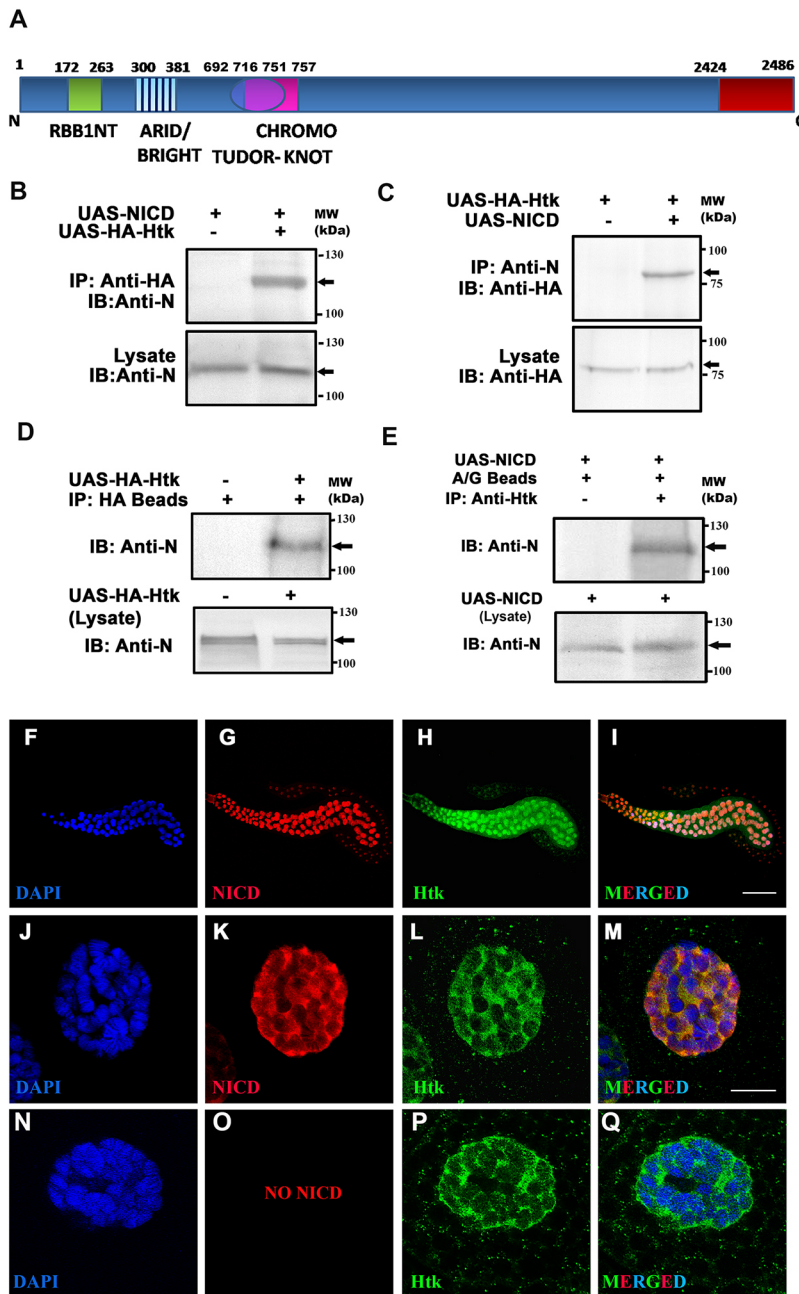 A
1 172 263 300 381 692 716 751 757 2424 2486
N
RBB1NT ARID/ CHROMO
BRIGHT TUDOR-KNOT
B
UAS-NICD + + MW
UAS-HA-Htk - + (kDa)
130
IP: Anti-HA
IB:Anti-N
100
130
Lysate
IB:Anti-N
100
C
UAS-HA-Htk + + MW
UAS-NICD - + (kDa)
100
IP: Anti-N
IB: Anti-HA
75
100
Lysate
IB: Anti-HA
75
D
UAS-HA-Htk - + MW
IP: HA Beads + + (kDa)
130
IB: Anti-N
100
UAS-HA-Htk - +
(Lysate)
130
IB: Anti-N
100
E
UAS-NICD + +
A/G Beads + + MW
IP: Anti-Htk - + (kDa)
130
IB: Anti-N
100
UAS-NICD + +
(Lysate)
130
IB: Anti-N
100
F G H I
DAPI NICD Htk MERGED
J K L M
DAPI NICD Htk MERGED
N O P Q
NO NICD
DAPI Htk MERGED